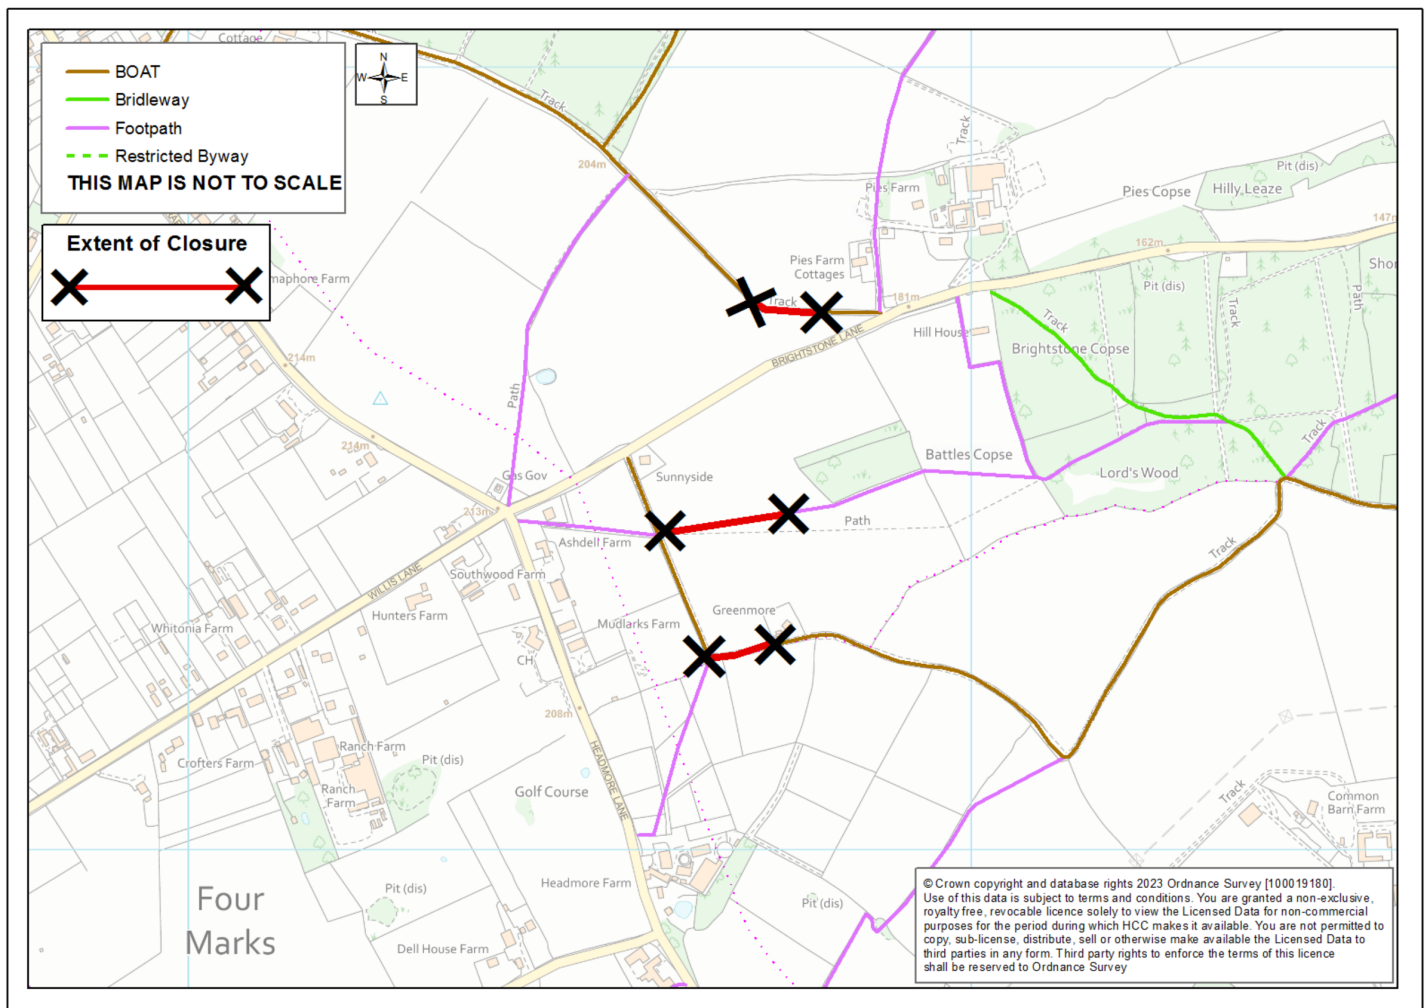 Cottage
BOAT
Bridleway
Footpath
Restricted Byway
THIS MAP IS NOT TO SCALE
N
W E
S
Extent of Closure
Track
204m
Track
Pies Farm
Pies Copse
Hilly Leaze
Pit (dis)
147m
162m
Pies Farm
Cottages
maphore Farm
Track
181m
Pit (dis)
Shor
Path
Track
Track
Hill House
Brightstone Copse
BRIGHTSTONE LANE
214m
Path
214m
Gas Gov
Sunnyside
Battles Copse
Track
Lord's Wood
213m
Path
Ashdell Farm
Track
Southwood Farm
WILLIS LANE
Hunters Farm
Greenmore
Mudlarks Farm
Whitonia Farm
CH
208m
HEADMORE LANE
Ranch Farm
Pit (dis)
Crofters Farm
Ranch
Farm
Golf Course
Track
Common
Barn Farm
Headmore Farm
Pit (dis)
Pit (dis)
Four
Marks
Dell House Farm
© Crown copyright and database rights 2023 Ordnance Survey [100019180].
Use of this data is subject to terms and conditions. You are granted a non-exclusive,
royalty free, revocable licence solely to view the Licensed Data for non-commercial
purposes for the period during which HCC makes it available. You are not permitted to
copy, sub-license, distribute, sell or otherwise make available the Licensed Data to
third parties in any form. Third party rights to enforce the terms of this licence
shall be reserved to Ordnance Survey